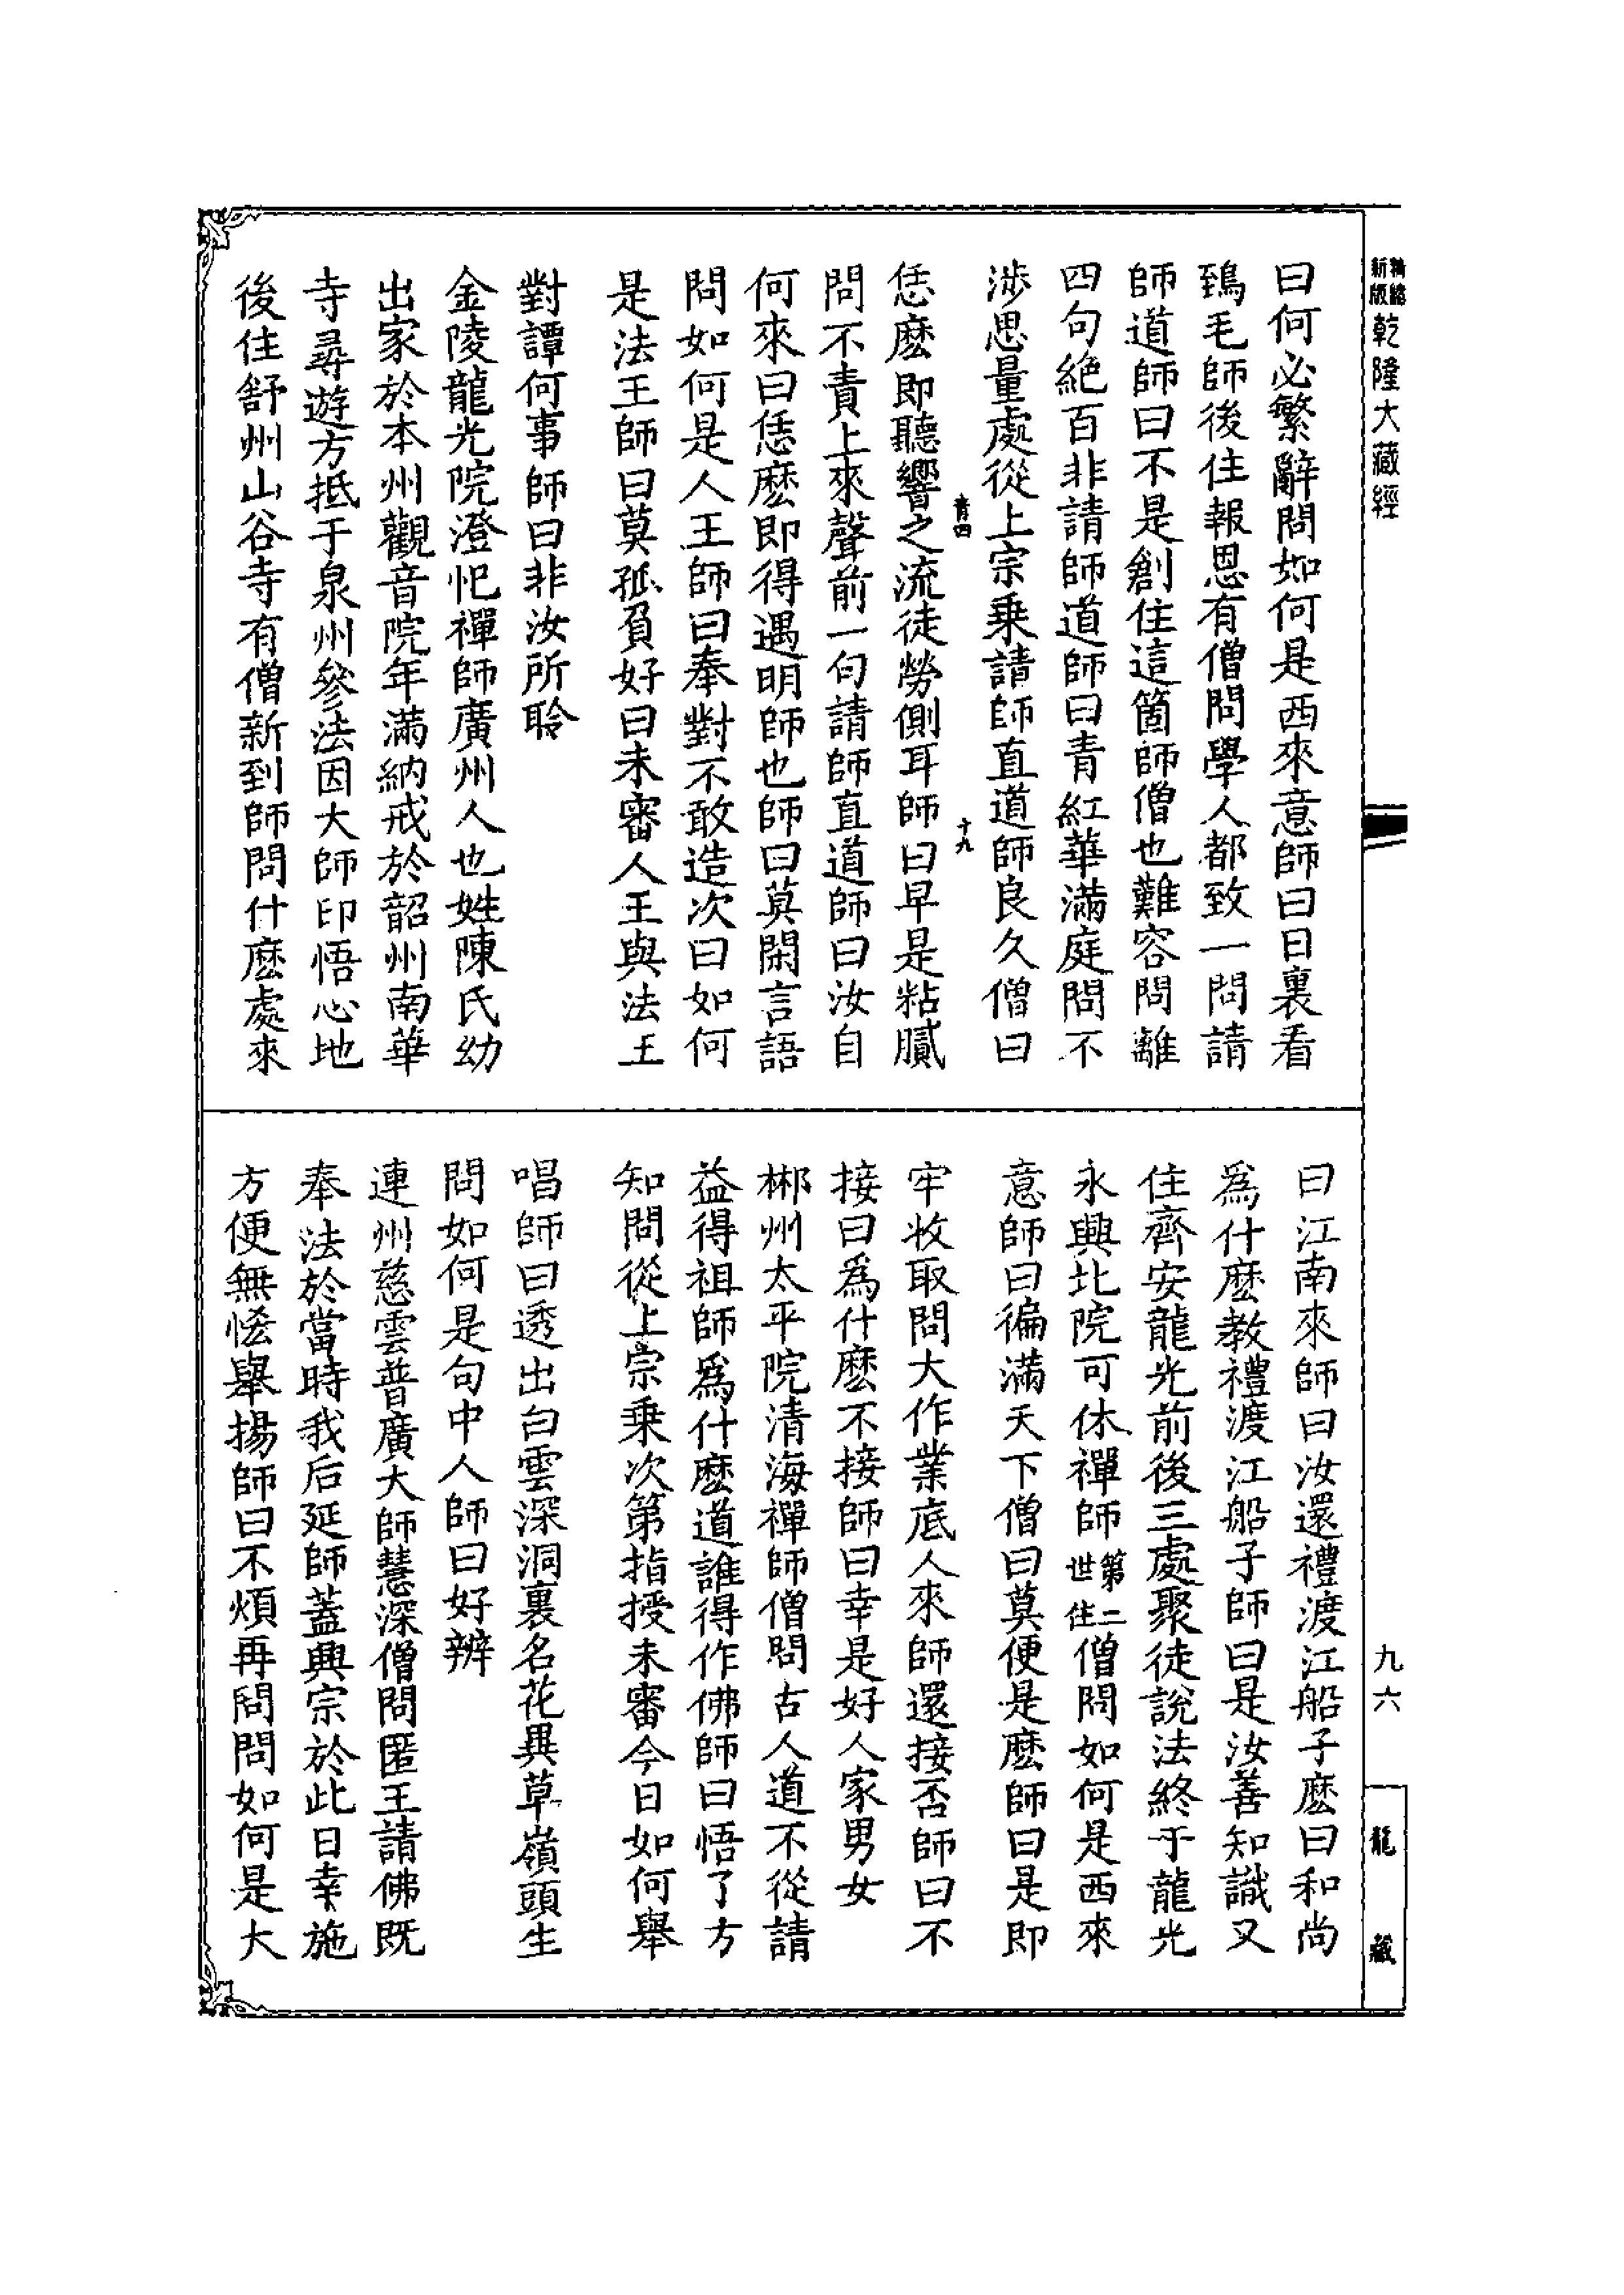 新版 精縮 乾隆大藏經
九六
龍藏
曰何必繁辭問如何是西來意師曰日裏看
鵄毛師後住報恩有僧問學人都致一問請
師道師曰不是創住這箇師僧也難容問離
四句絶百非請師道師曰青紅華滿庭問不
渉思量處從上宗乘請師直道師良久僧曰
青四 十九
恁麽即聽響之流徒勞側耳師曰早是粘膩
問不責上來聲前一句請師直道師曰汝自
何來曰恁麽即得遇明師也師曰莫閑言語
問如何是人王師曰奉對不敢造次曰如何
是法王師曰莫孤負好曰未審人王與法王
對譚何事師曰非汝所聆
金陵龍光院澄忋禪師廣州人也姓陳氏幼
出家於本州觀音院年滿納戒於韶州南華
寺尋遊方抵于泉州參法因大師印悟心地
後住舒州山谷寺有僧新到師問什麽處來
曰江南來師曰汝還禮渡江船子麽曰和尚
爲什麽教禮渡江船子師曰是汝善知識又
住齊安龍光前後三處聚徒說法終于龍光
永興北院可休禪師第二世住僧問如何是西來
意師曰徧滿天下僧曰莫便是麽師曰是即
牢收取問大作業底人來師還接否師曰不
接曰爲什麽不接師曰幸是好人家男女
郴州太平院清海禪師僧問古人道不從請
益得祖師爲什麽道誰得作佛師曰悟了方
知問從上宗乘次第指授未審今日如何舉
唱師曰透出白雲深洞裏名花異草嶺頭生
問如何是句中人師曰好辨
連州慈雲普廣大師慧深僧問匿王請佛既
奉法於當時我后延師蓋興宗於此日幸施
方便無悋舉揚師曰不煩再問問如何是大